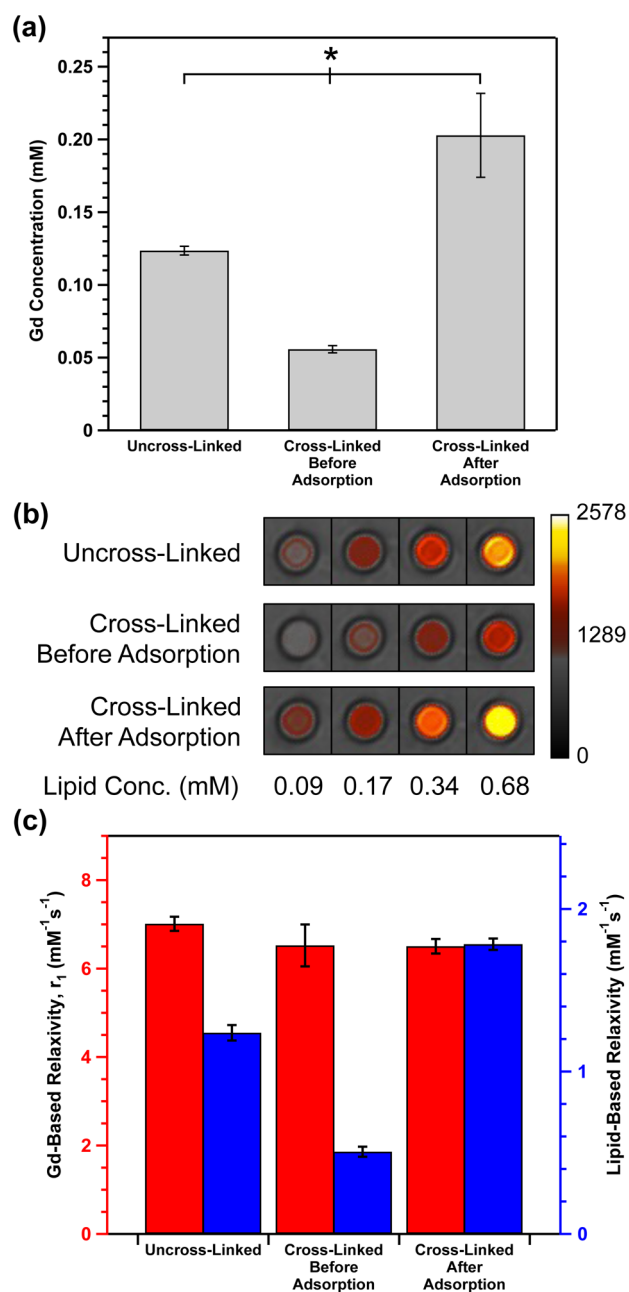 (a)
*
0.25
0.20
0.15
0.10
0.05
0
Gd Concentration (mM)
Uncross-Linked
Cross-Linked
Before
Adsorption
Cross-Linked
After
Adsorption
(b)
Uncross-Linked
Cross-Linked
Before Adsorption
Cross-Linked
After Adsorption
Lipid Conc. (mM) 0.09 0.17 0.34 0.68
2578
1289
0
(c)
8
6
4
2
0
Gd-Based Relaxivity, r₁ (mM⁻¹s⁻¹)
2
1
0
Lipid-Based Relaxivity (mM⁻¹s⁻¹)
Uncross-Linked
Cross-Linked
Before
Adsorption
Cross-Linked
After
Adsorption